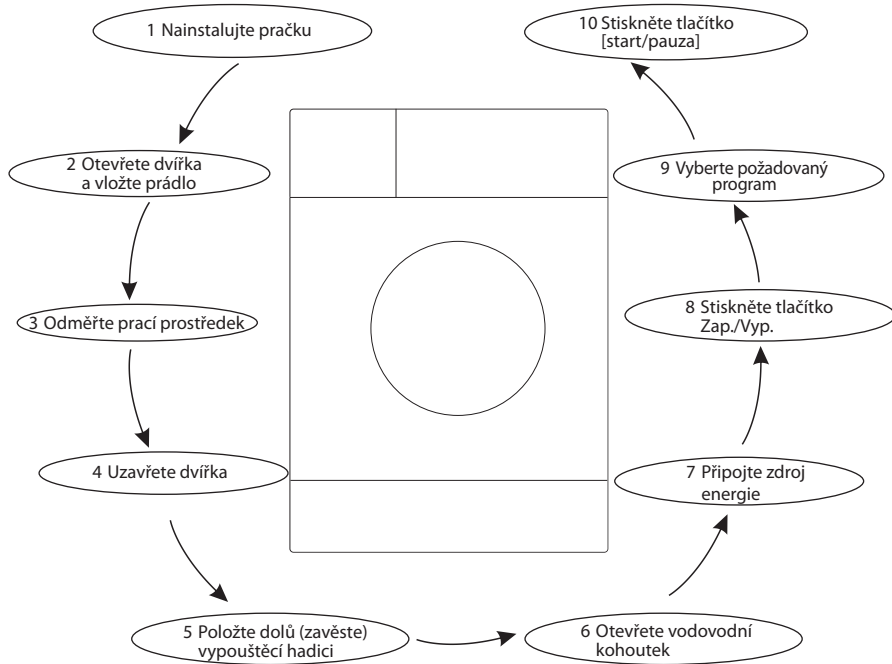 1 Nainstalujte pračku
2 Otevřete dvířka
a vložte prádlo
3 Odměřte prací prostředek
4 Uzavřete dvířka
5 Položte dolů (zavěste)
vypouštěcí hadici
6 Otevřete vodovodní
kohoutek
7 Připojte zdroj
energie
8 Stiskněte tlačítko
Zap./Vyp.
9 Vyberte požadovaný
program
10 Stiskněte tlačítko
[start/pauza]